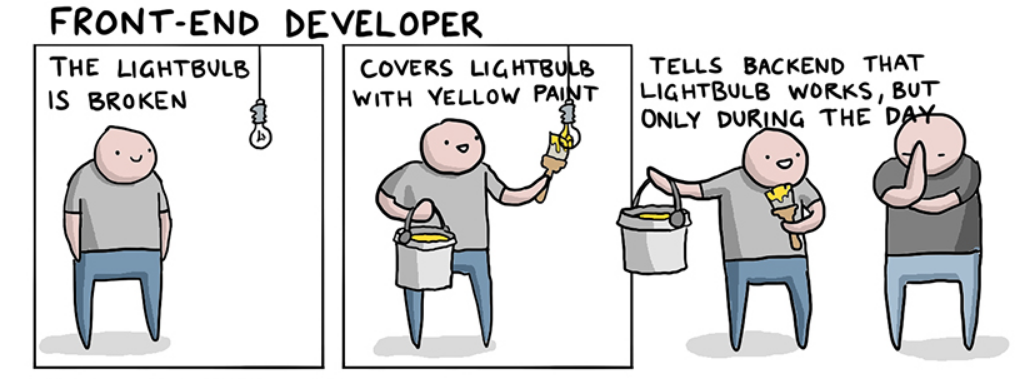 FRONT-END DEVELOPER
THE LIGHTBULB
IS BROKEN
COVERS LIGHTBULB
WITH YELLOW PAINT
TELLS BACKEND THAT
LIGHTBULB WORKS, BUT
ONLY DURING THE DAY